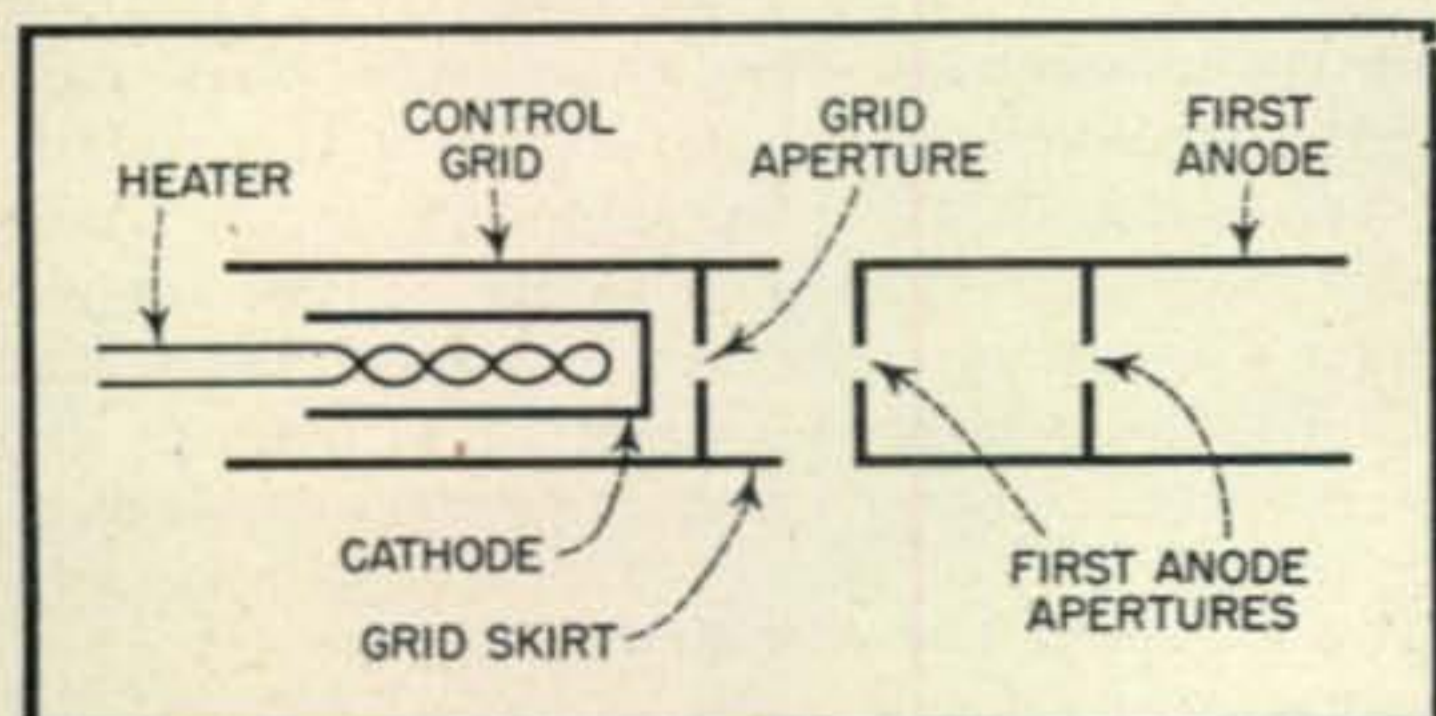 CONTROL
GRID
GRID
APERTURE
FIRST
ANODE
HEATER
CATHODE
GRID SKIRT
FIRST ANODE
APERTURES